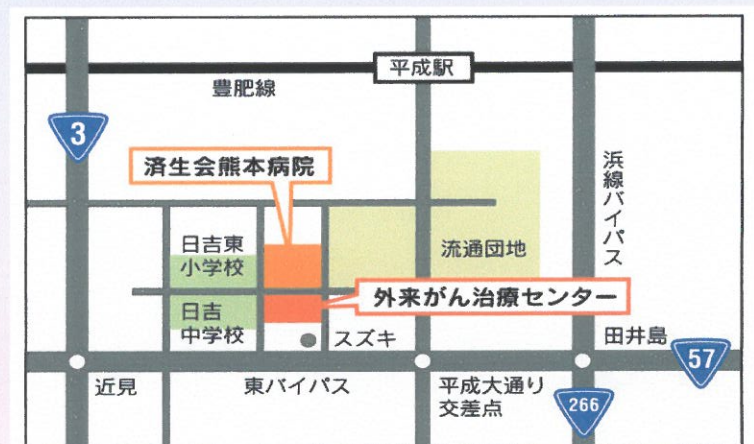 平成駅
豊肥線
3
済生会熊本病院
浜線バイパス
日吉東
小学校
流通団地
外来がん治療センター
日吉
中学校
スズキ
田井島
57
近見
東バイパス
平成大通り
交差点
266